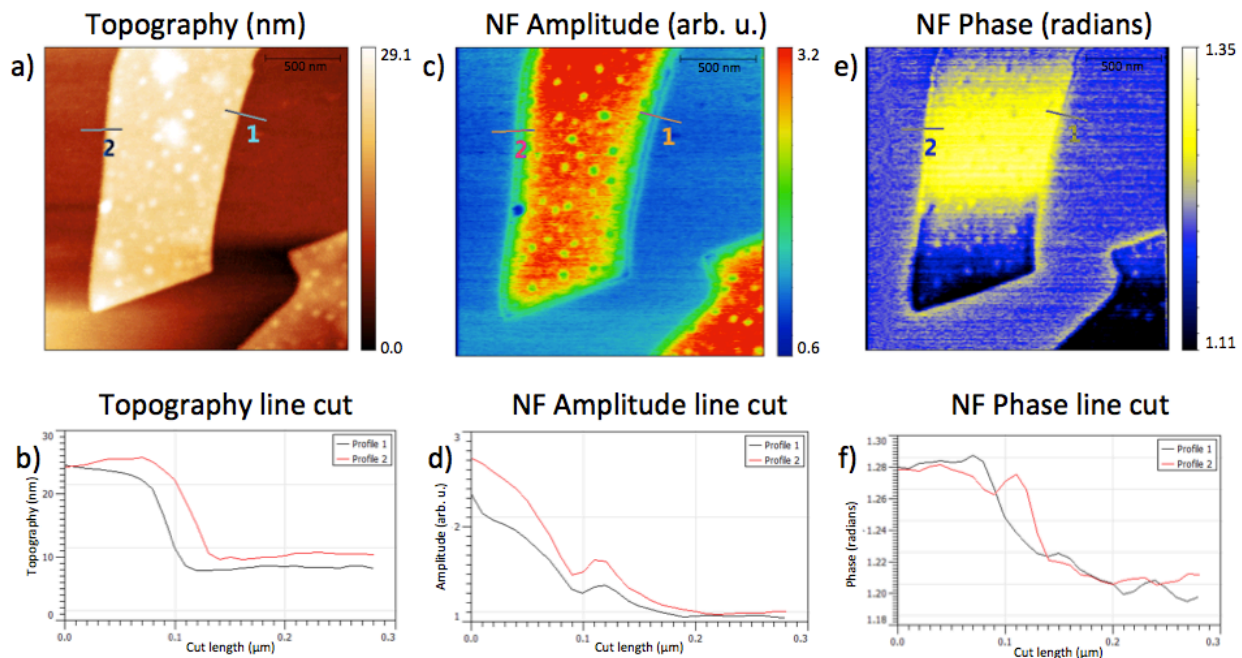 Topography (nm)
NF Amplitude (arb. u.)
NF Phase (radians)
a)
500 nm
29.1
0.0
1
2
c)
500 nm
3.2
0.6
1
2
e)
500 nm
1.35
1.11
1
2
Topography line cut
NF Amplitude line cut
NF Phase line cut
b)
30
20
10
0
Topography (nm)
0.0
0.1
0.2
0.3
Cut length (μm)
Profile 1
Profile 2
d)
3
2
1
Amplitude (arb. u.)
0.0
0.1
0.2
0.3
Cut length (μm)
Profile 1
Profile 2
f)
1.30
1.28
1.26
1.24
1.22
1.20
1.18
Phase (radians)
0.0
0.1
0.2
0.3
Cut length (μm)
Profile 1
Profile 2